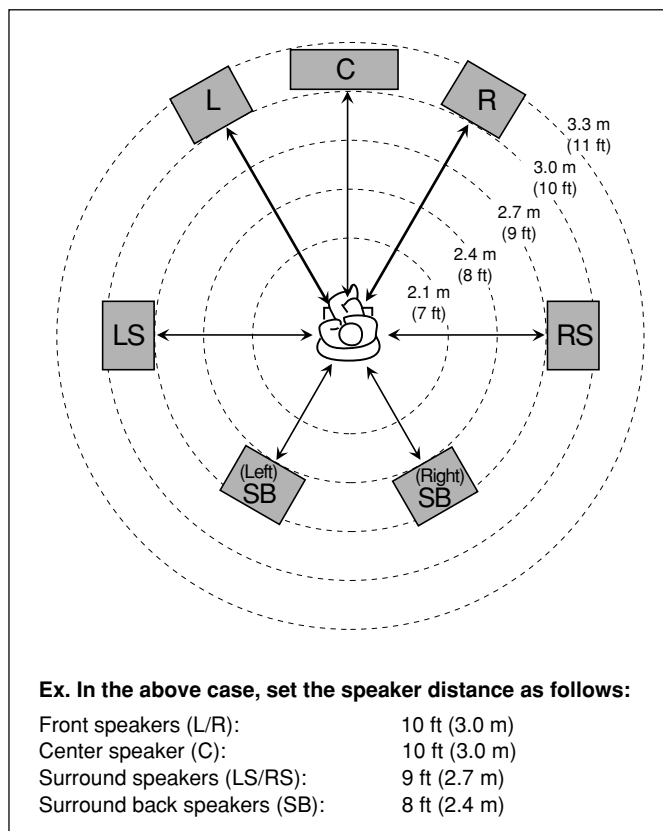 C
L
R
3.3 m
(11 ft)
3.0 m
(10 ft)
2.7 m
(9 ft)
2.4 m
(8 ft)
2.1 m
(7 ft)
LS
RS
(Left)
SB
(Right)
SB
Ex. In the above case, set the speaker distance as follows:
Front speakers (L/R): 10 ft (3.0 m)
Center speaker (C): 10 ft (3.0 m)
Surround speakers (LS/RS): 9 ft (2.7 m)
Surround back speakers (SB): 8 ft (2.4 m)